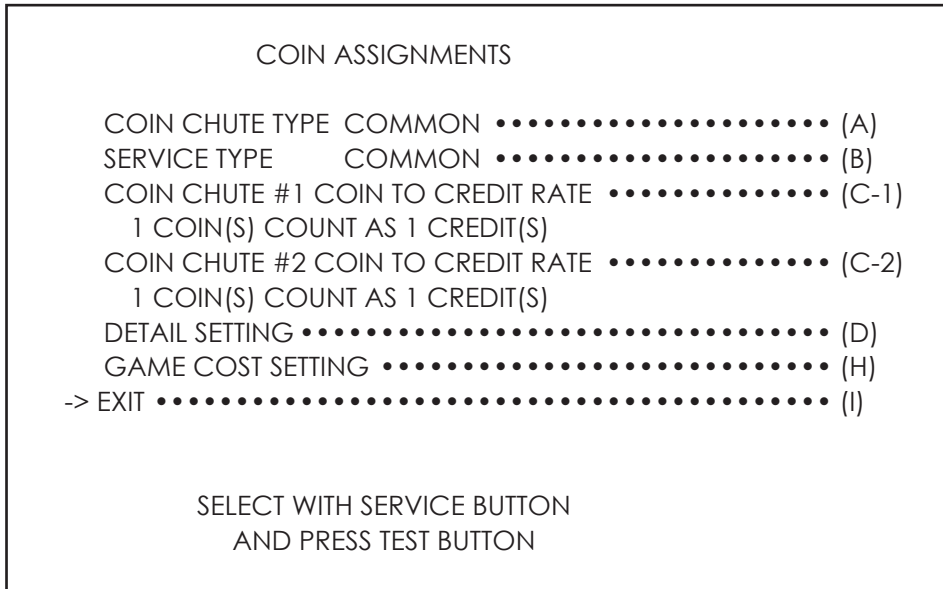 COIN ASSIGNMENTS
COIN CHUTE TYPE COMMON ••••••••••••••••••••• (A)
SERVICE TYPE COMMON ••••••••••••••••••••• (B)
COIN CHUTE #1 COIN TO CREDIT RATE •••••••••••••• (C-1)
1 COIN(S) COUNT AS 1 CREDIT(S)
COIN CHUTE #2 COIN TO CREDIT RATE •••••••••••••• (C-2)
1 COIN(S) COUNT AS 1 CREDIT(S)
DETAIL SETTING ••••••••••••••••••••••••••••••••• (D)
GAME COST SETTING •••••••••••••••••••••••••••• (H)
-> EXIT •••••••••••••••••••••••••••••••••••••••••• (I)
SELECT WITH SERVICE BUTTON
AND PRESS TEST BUTTON